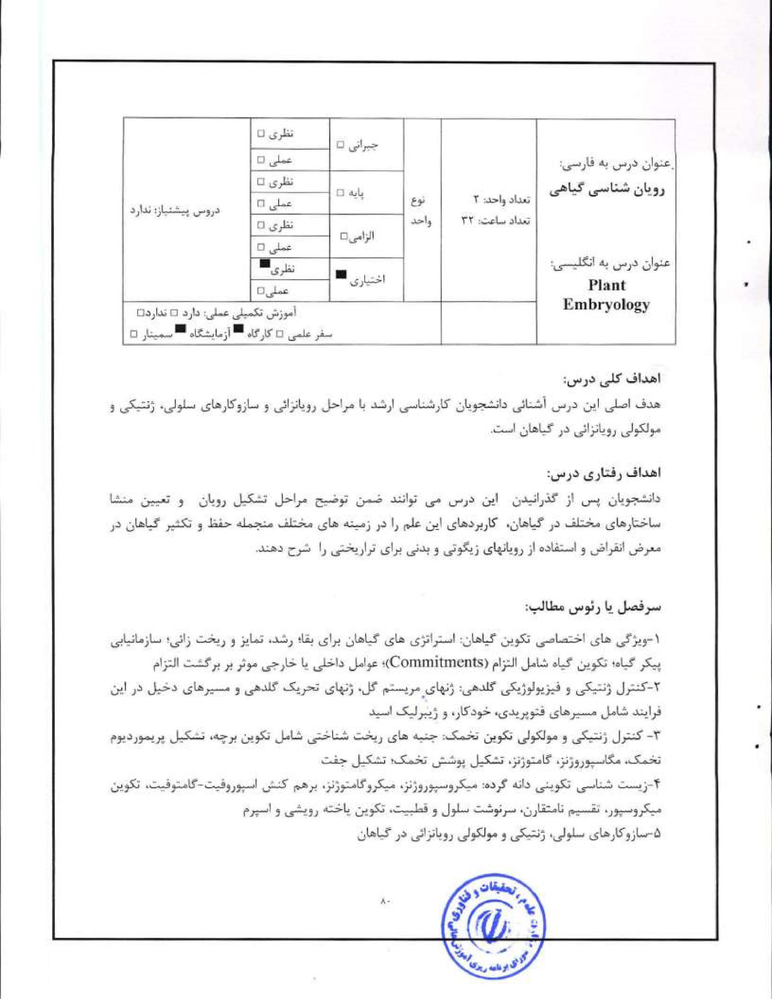 عنوان درس به فارسی:
رویان شناسی گیاهی
عنوان درس به انگلیسی:
Plant
Embryology
تعداد واحد: ۲
تعداد ساعت: ۳۲
نوع
واحد
جبرانی □
نظری □
عملی □
پایه □
نظری □
عملی □
الزامی□
نظری □
عملی □
اختیاری ■
نظری■
عملی□
دروس پیشنیاز: ندارد
آموزش تکمیلی عملی: دارد □ ندارد□
سفر علمی □ کارگاه ■ آزمایشگاه ■ سمینار □
اهداف کلی درس:
هدف اصلی این درس آشنائی دانشجویان کارشناسی ارشد با مراحل رویانزائی و سازوکارهای سلولی، ژنتیکی و
مولکولی رویانزائی در گیاهان است.
اهداف رفتاری درس:
دانشجویان پس از گذرانیدن این درس می توانند ضمن توضیح مراحل تشکیل رویان و تعیین منشا
ساختارهای مختلف در گیاهان، کاربردهای این علم را در زمینه های مختلف منجمله حفظ و تکثیر گیاهان در
معرض انقراض و استفاده از رویانهای زیگوتی و بدنی برای تراریختی را شرح دهند.
سرفصل یا رئوس مطالب:
۱-ویژگی های اختصاصی تکوین گیاهان: استراتژی های گیاهان برای بقا؛ رشد، تمایز و ریخت زائی؛ سازمانیابی
پیکر گیاه؛ تکوین گیاه شامل التزام (Commitments)؛ عوامل داخلی یا خارجی موثر بر برگشت التزام
۲-کنترل ژنتیکی و فیزیولوژیکی گلدهی: ژنهای مریستم گل، ژنهای تحریک گلدهی و مسیرهای دخیل در این
فرایند شامل مسیرهای فتوپریدی، خودکار، و ژیبرلیک اسید
۳- کنترل ژنتیکی و مولکولی تکوین تخمک: جنبه های ریخت شناختی شامل تکوین برچه، تشکیل پریموردیوم
تخمک، مگاسپوروژنز، گامتوژنز، تشکیل پوشش تخمک؛ تشکیل جفت
۴-زیست شناسی تکوینی دانه گرده: میکروسپوروژنز، میکروگامتوژنز، برهم کنش اسپوروفیت-گامتوفیت، تکوین
میکروسپور، تقسیم نامتقارن، سرنوشت سلول و قطبیت، تکوین یاخته رویشی و اسپرم
۵-سازوکارهای سلولی، ژنتیکی و مولکولی رویانزائی در گیاهان
۸۰
علوم، تحقیقات و فناوری
شورای برنامه ریزی آموزش عالی